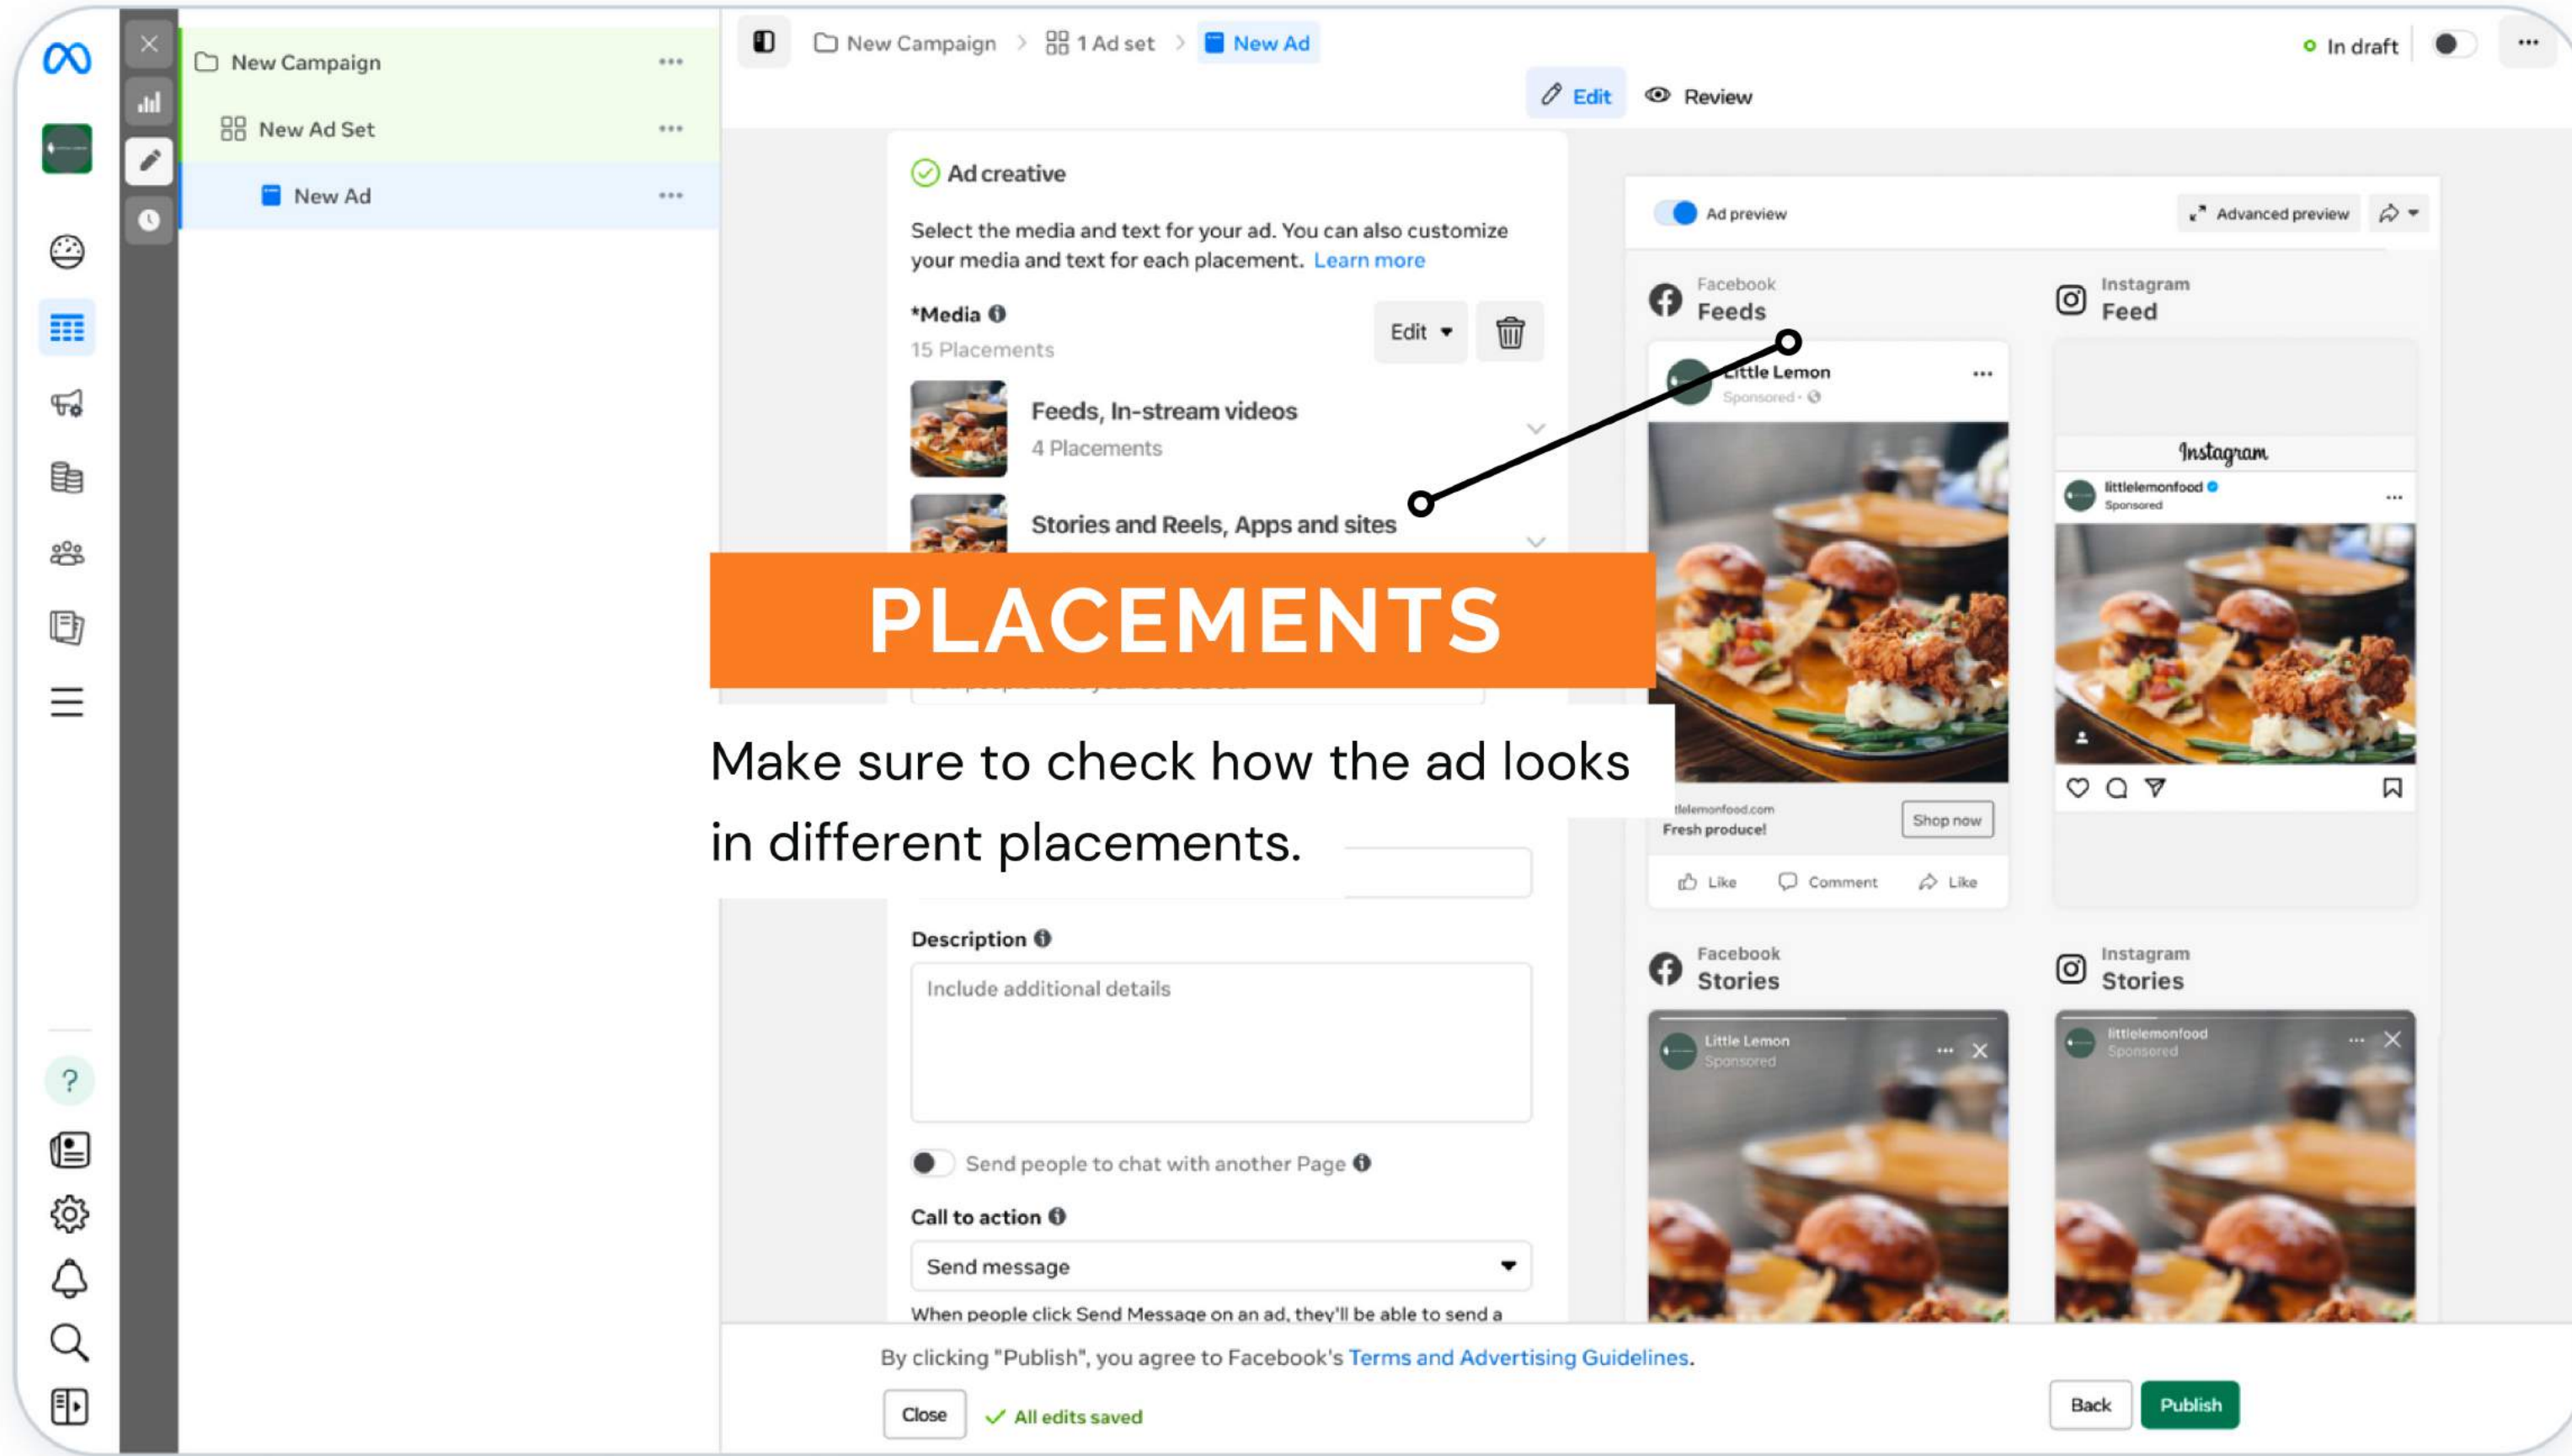 New Campaign
New Ad Set
New Ad
New Campaign > 1 Ad set > New Ad
In draft
Edit
Review
Ad creative
Select the media and text for your ad. You can also customize
your media and text for each placement. Learn more
*Media
15 Placements
Edit
Feeds, In-stream videos
4 Placements
Stories and Reels, Apps and sites
PLACEMENTS
Make sure to check how the ad looks
in different placements.
Description
Include additional details
Send people to chat with another Page
Call to action
Send message
When people click Send Message on an ad, they'll be able to send a
Ad preview
Advanced preview
Facebook
Feeds
Little Lemon
Sponsored
Fresh produce!
Shop now
Like
Comment
Like
Instagram
Feed
Instagram
littlelemonfood
Sponsored
Facebook
Stories
Little Lemon
Sponsored
Instagram
Stories
littlelemonfood
Sponsored
By clicking "Publish", you agree to Facebook's Terms and Advertising Guidelines.
Close
All edits saved
Back
Publish